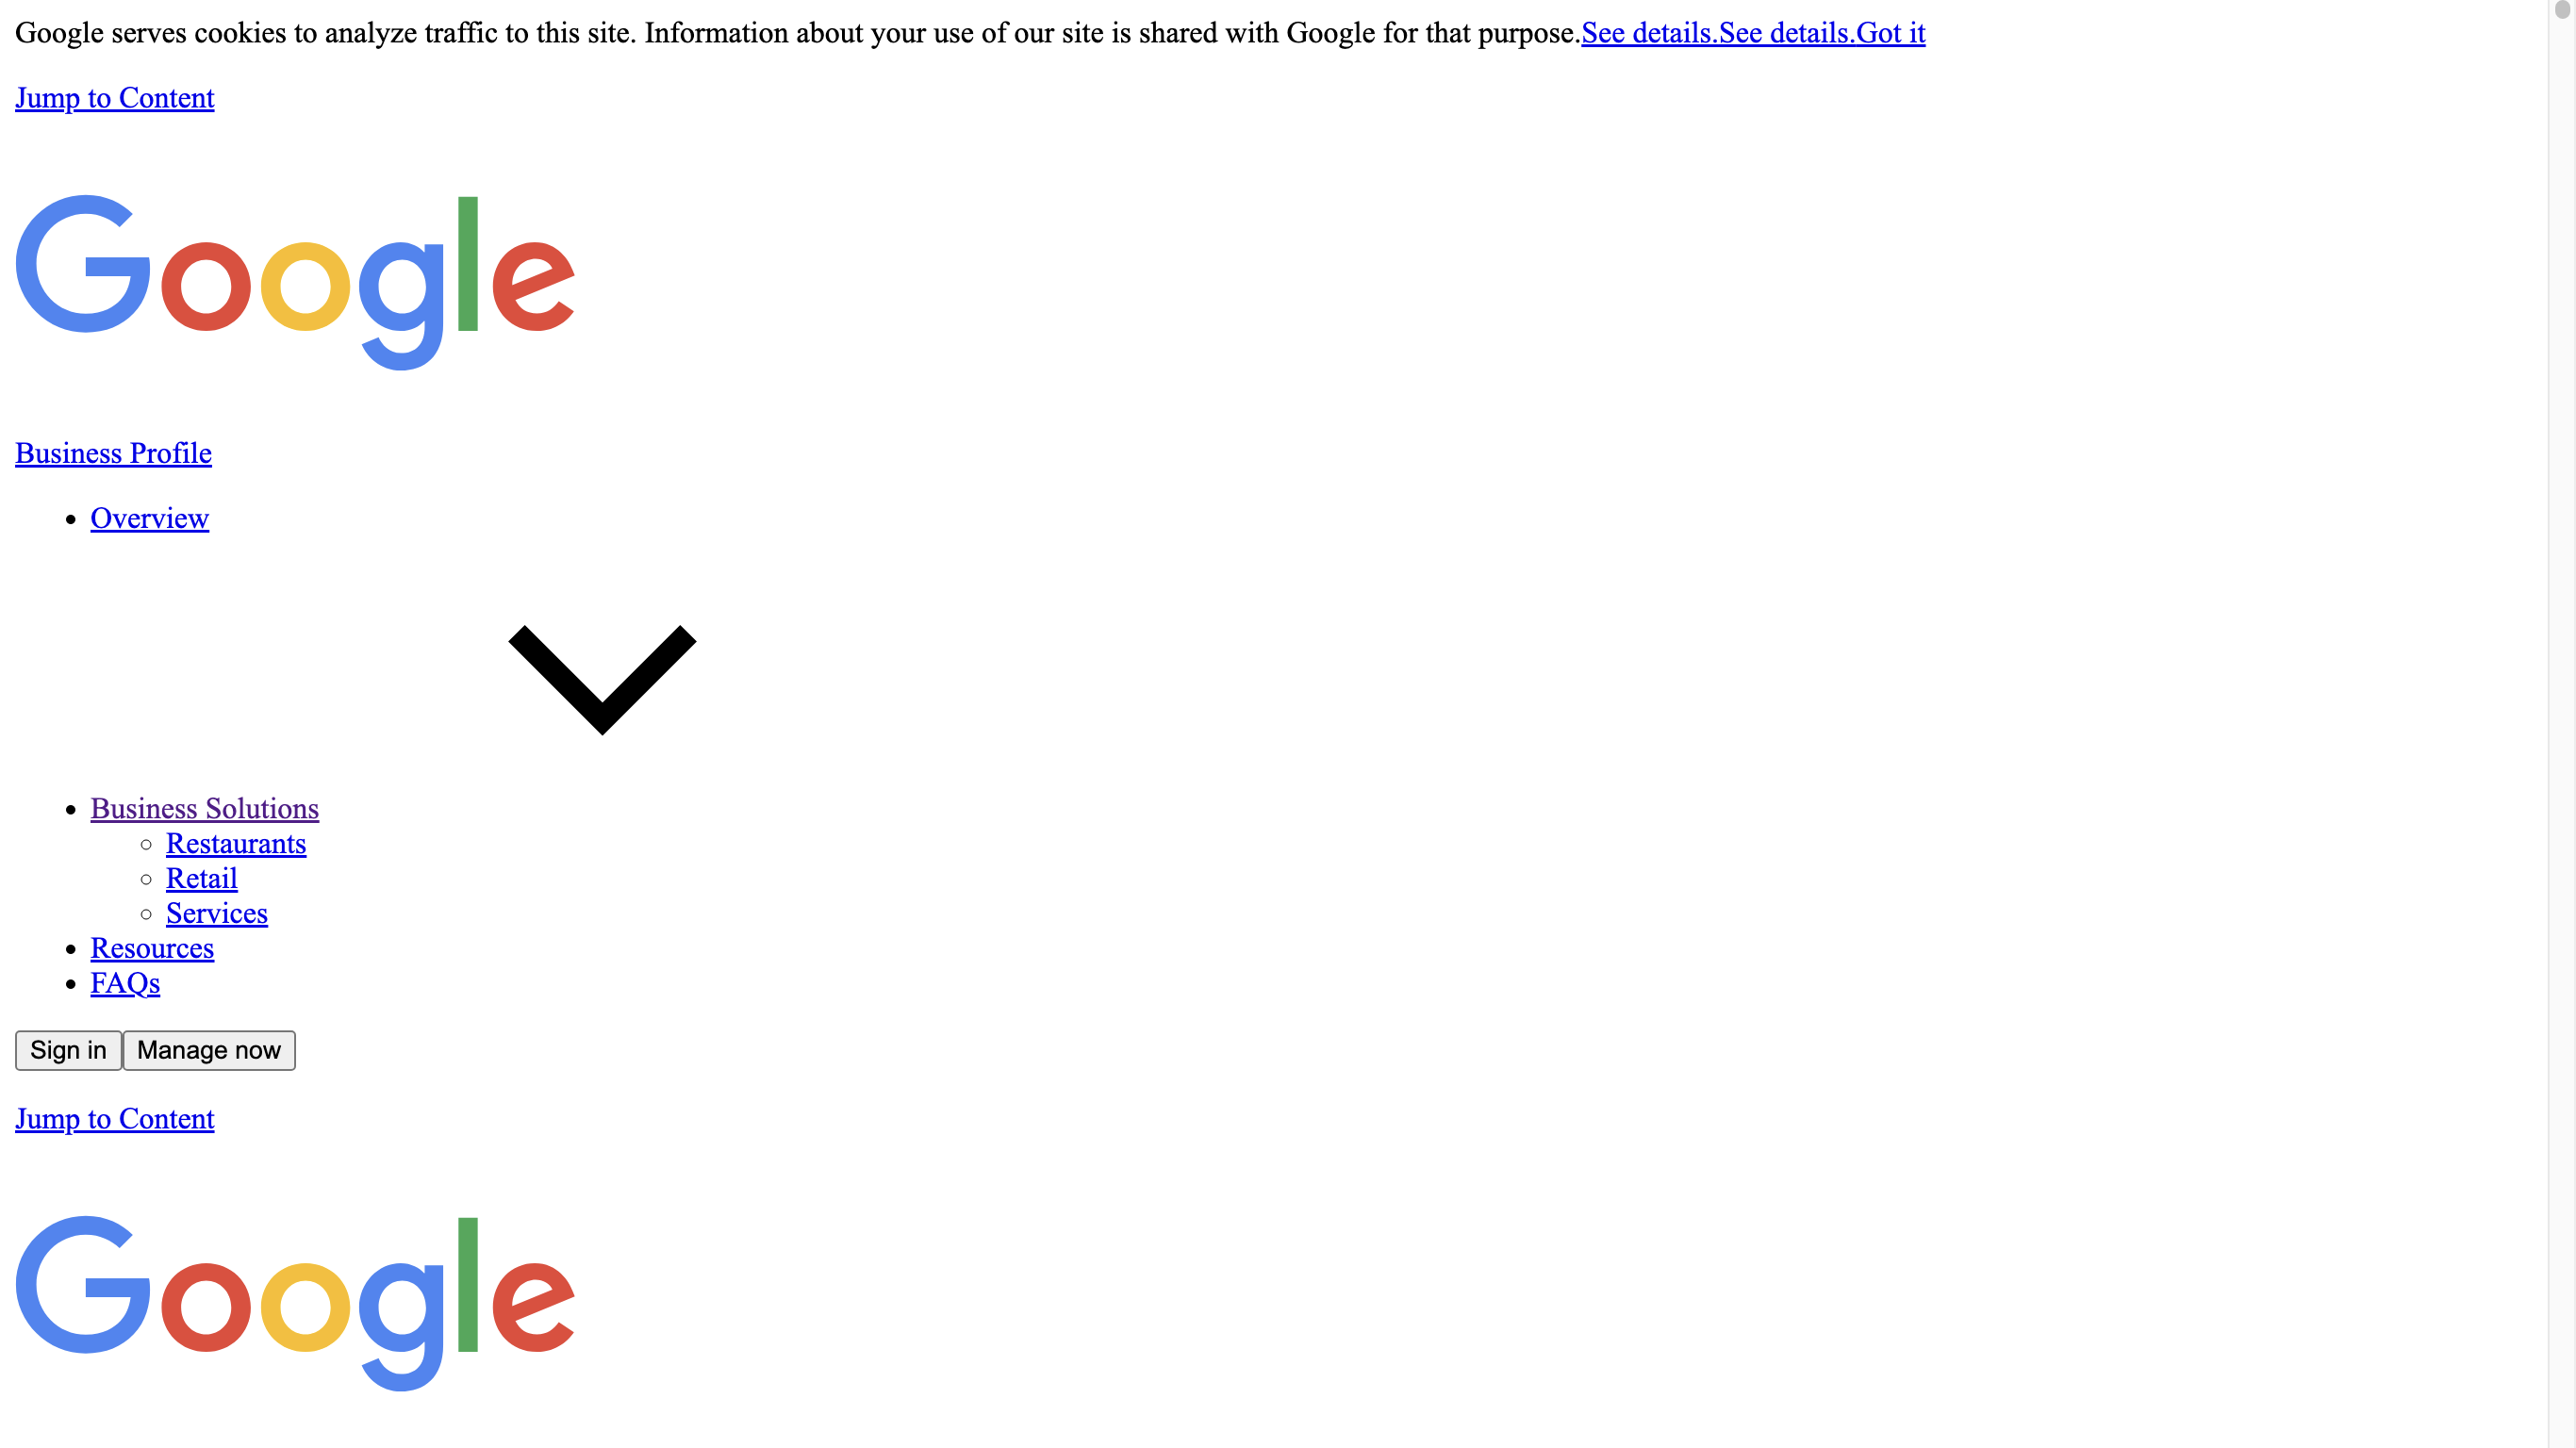 Google serves cookies to analyze traffic to this site. Information about your use of our site is shared with Google for that purpose.See details.See details.Got it
Jump to Content
Google
Business Profile
Overview
Business Solutions
Restaurants
Retail
Services
Resources
FAQs
Sign in Manage now
Jump to Content
Google